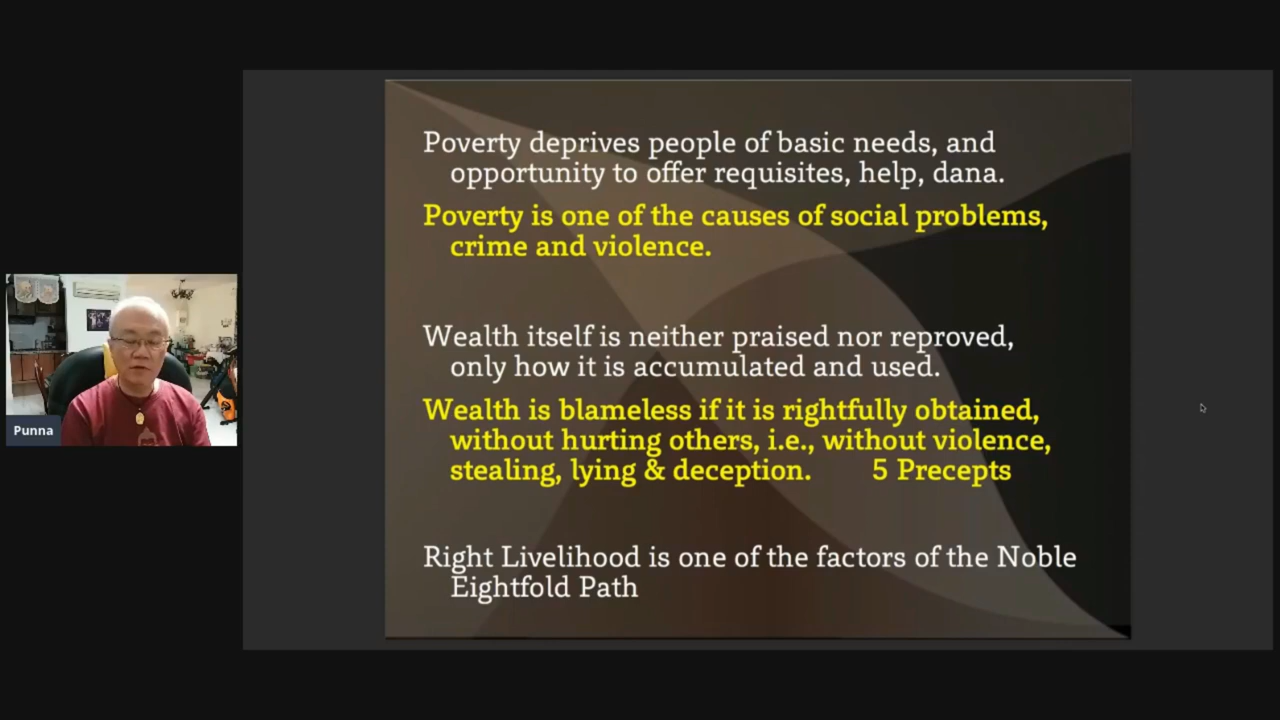 Poverty deprives people of basic needs, and
opportunity to offer requisites, help, dana.
Poverty is one of the causes of social problems,
crime and violence.
Wealth itself is neither praised nor reproved,
only how it is accumulated and used.
Wealth is blameless if it is rightfully obtained,
without hurting others, i.e., without violence,
stealing, lying & deception. 5 Precepts
Right Livelihood is one of the factors of the Noble
Eightfold Path
Punna